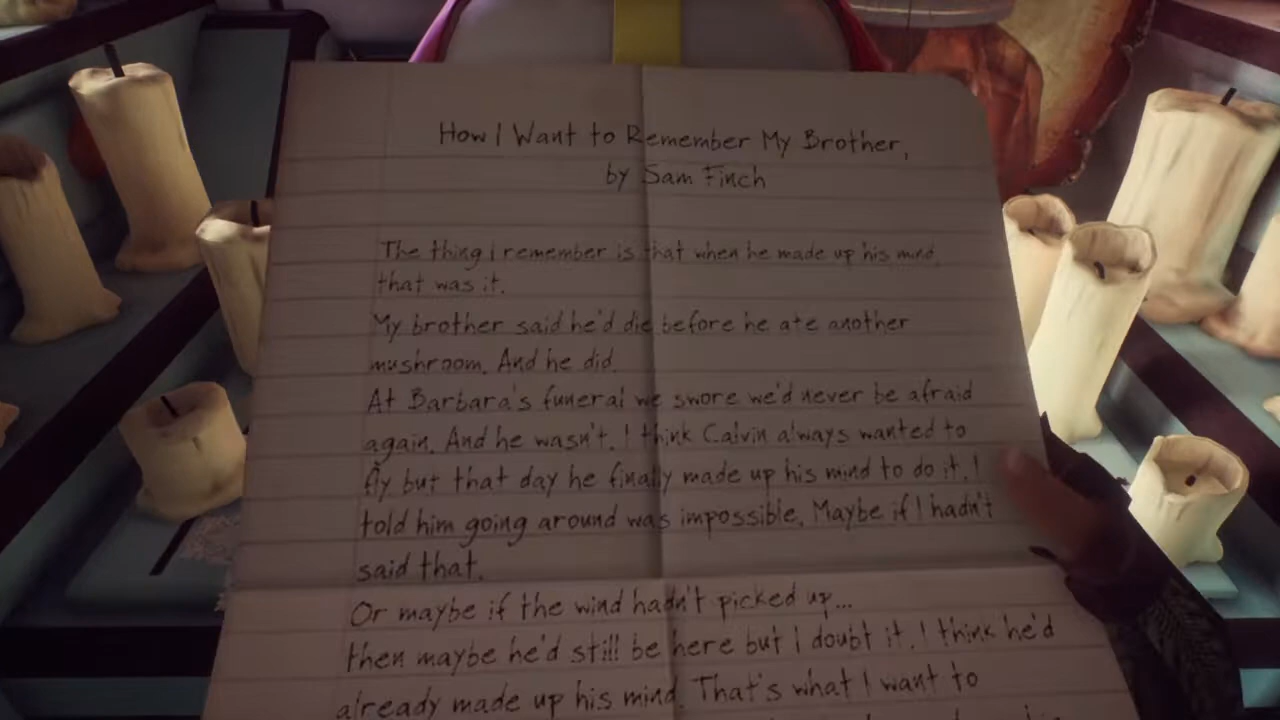 How I Want to Remember My Brother,
by Sam Finch
The thing I remember is that when he made up his mind,
that was it.
My brother said he'd die before he ate another
mushroom. And he did.
At Barbara's funeral we swore we'd never be afraid
again. And he wasn't. I think Calvin always wanted to
fly but that day he finally made up his mind to do it. I
told him going around was impossible. Maybe if I hadn't
said that.
Or maybe if the wind hadn't picked up...
then maybe he'd still be here but I doubt it. I think he'd
already made up his mind. That's what I want to